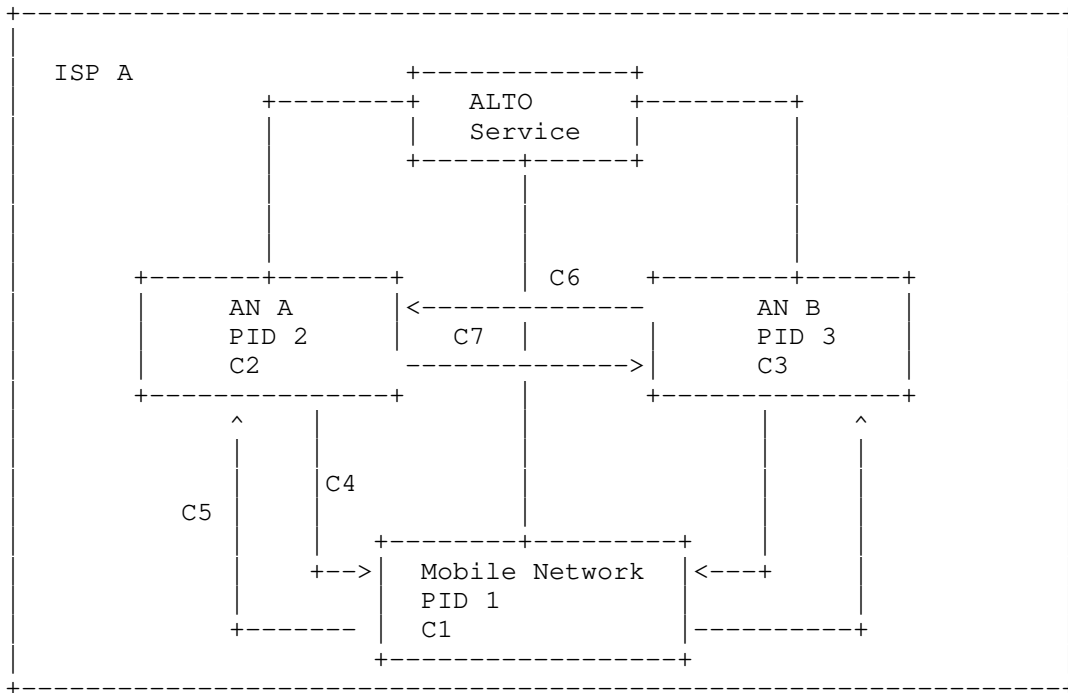 ISP A
ALTO
Service
C6
AN A
AN B
PID 2
C7
PID 3
C2
C3
C4
C5
Mobile Network
PID 1
C1